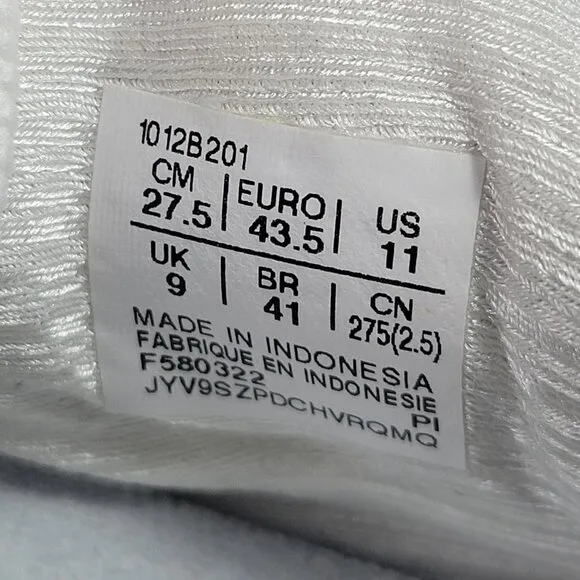 1012B201
CM | EURO | US
27.5 | 43.5 | 11
UK | BR | CN
9 | 41 | 275(2.5)
MADE IN INDONESIA
FABRIQUE EN INDONESIE
F580322 PI
JYV9SZPDCHVRQMQ